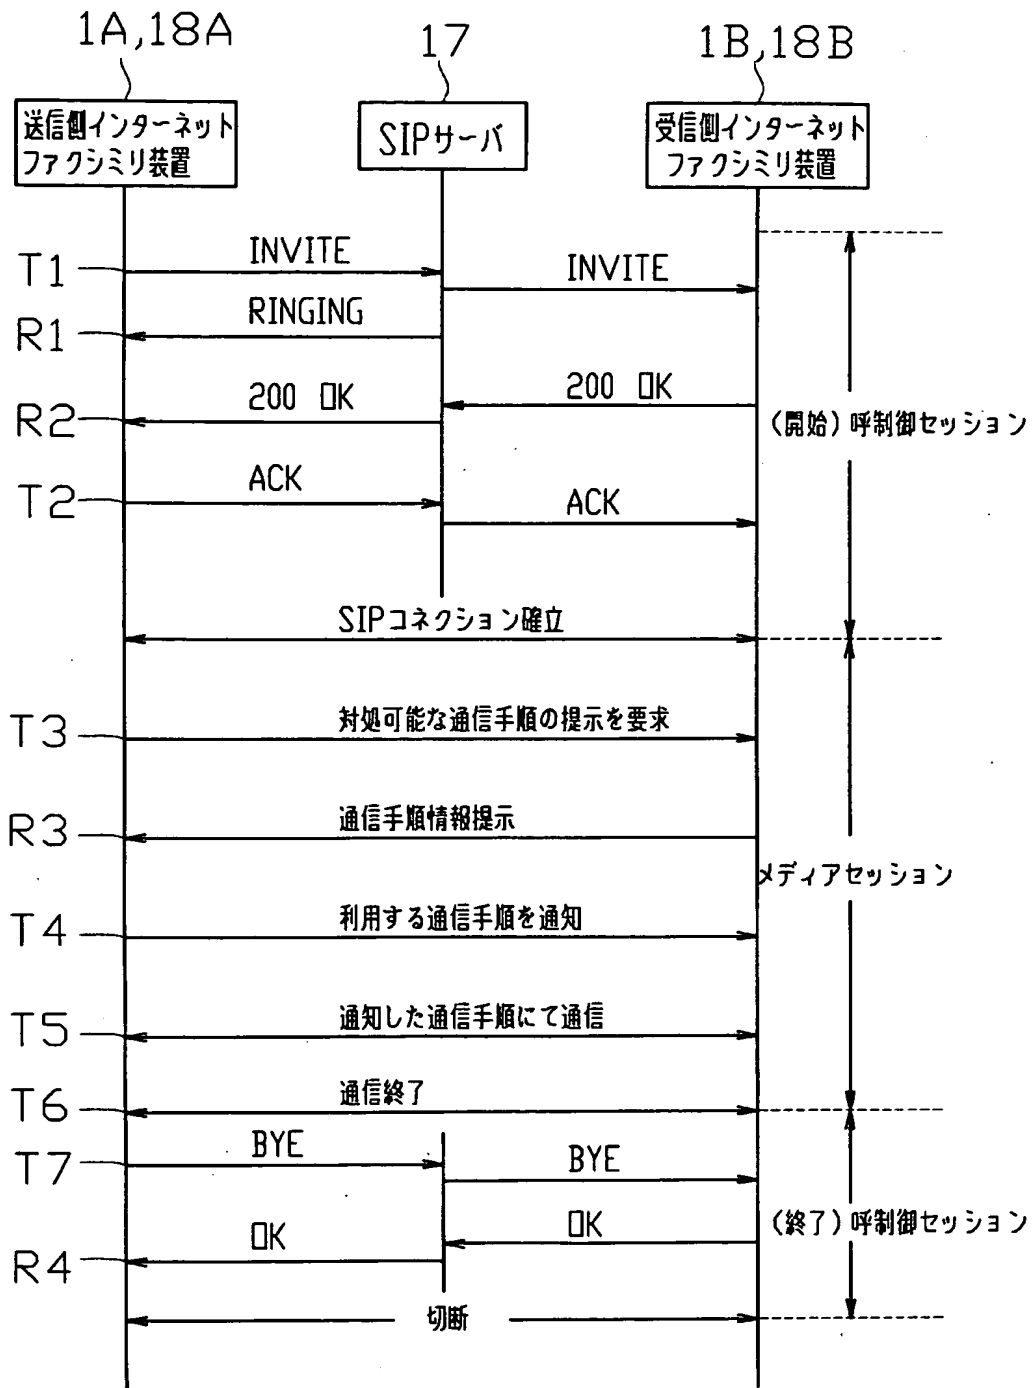 1A,18A
17
1B,18B
送信側インターネット
ファクシミリ装置
SIPサーバ
受信側インターネット
ファクシミリ装置
T1
INVITE
INVITE
R1
RINGING
R2
200 OK
200 OK
(開始)呼制御セッション
T2
ACK
ACK
SIPコネクション確立
T3
対処可能な通信手順の提示を要求
R3
通信手順情報提示
メディアセッション
T4
利用する通信手順を通知
T5
通知した通信手順にて通信
T6
通信終了
T7
BYE
BYE
(終了)呼制御セッション
R4
OK
OK
切断